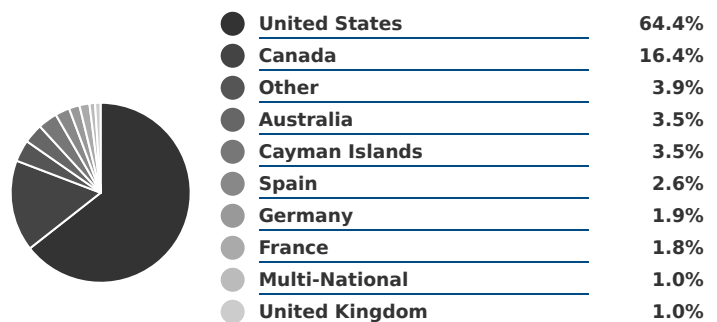 United States 64.4%
Canada 16.4%
Other 3.9%
Australia 3.5%
Cayman Islands 3.5%
Spain 2.6%
Germany 1.9%
France 1.8%
Multi-National 1.0%
United Kingdom 1.0%